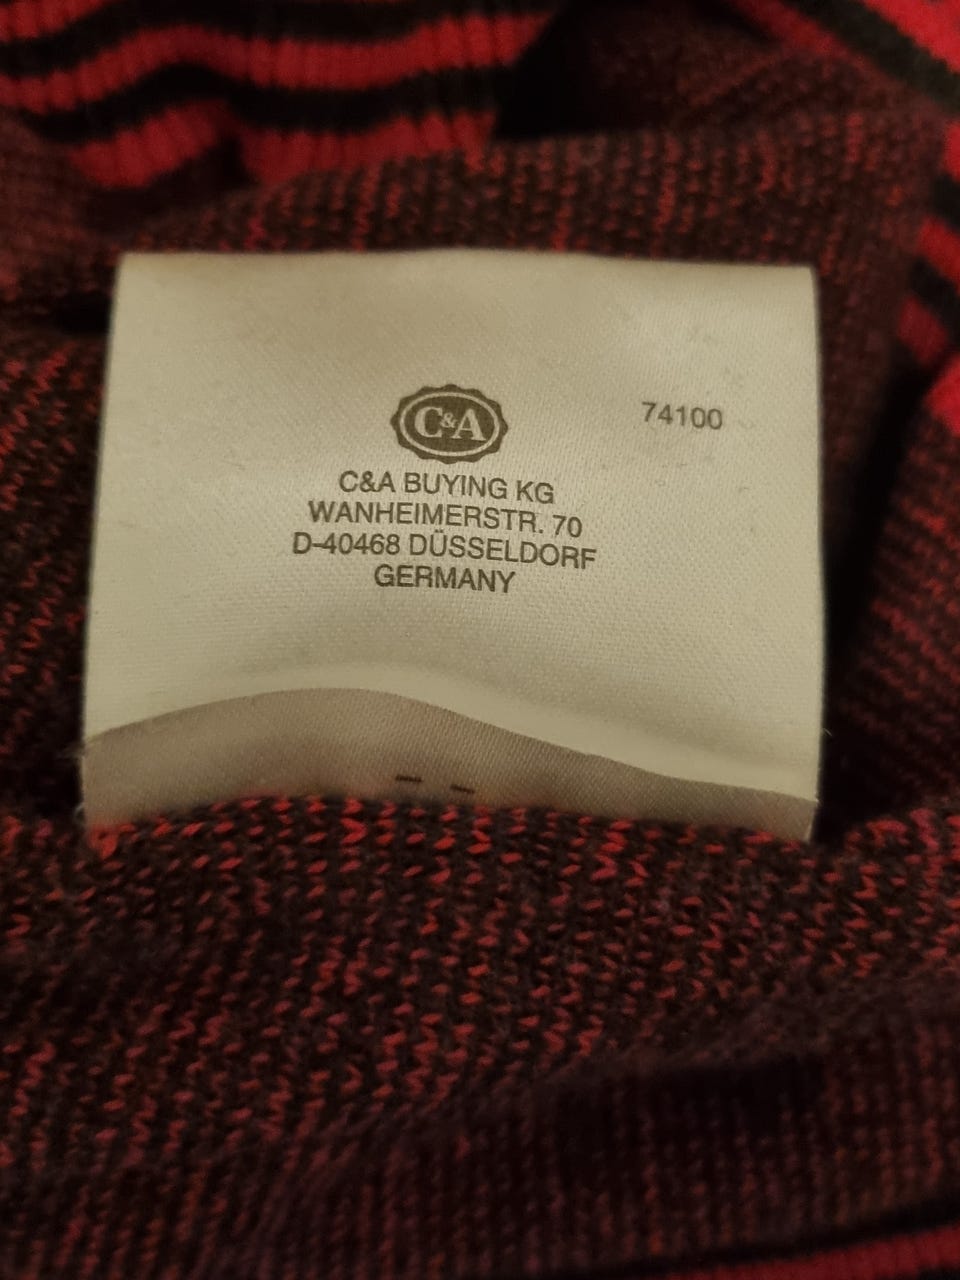 C&A
74100
C&A BUYING KG
WANHEIMERSTR. 70
D-40468 DÜSSELDORF
GERMANY